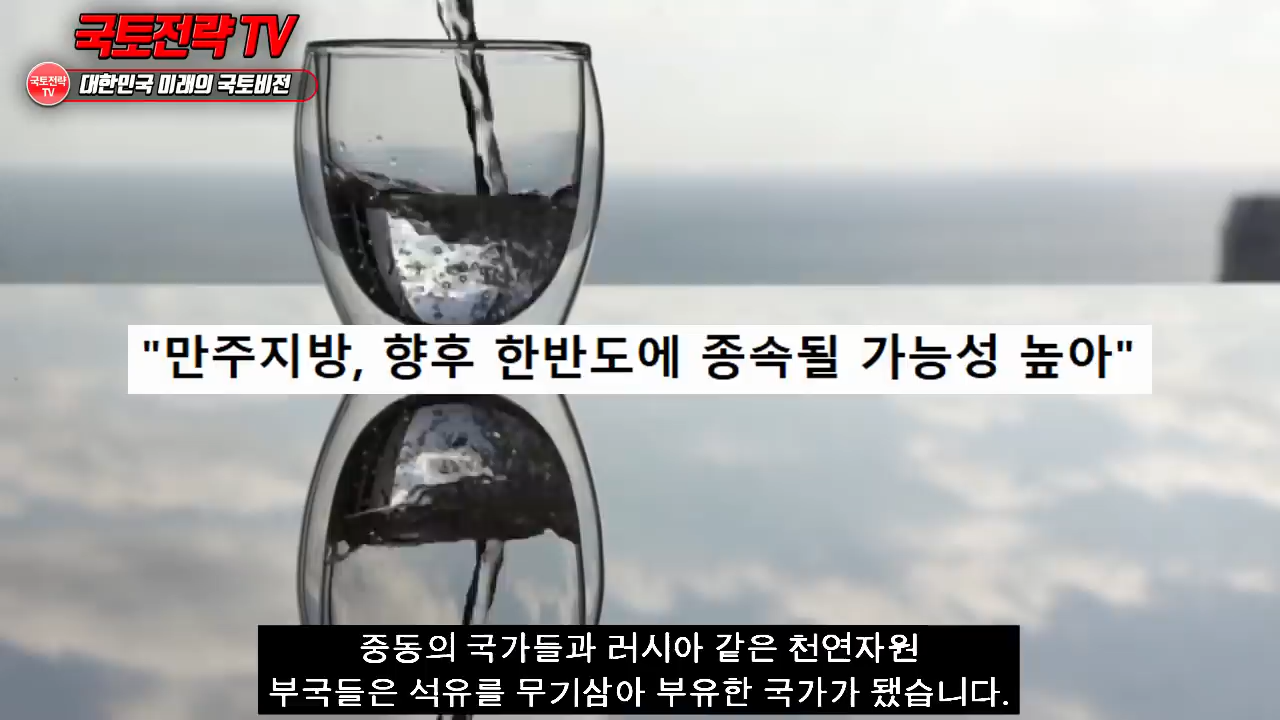 국토전략 TV
국토전략
TV
대한민국 미래의 국토비전
"만주지방, 향후 한반도에 종속될 가능성 높아"
중동의 국가들과 러시아 같은 천연자원
부국들은 석유를 무기삼아 부유한 국가가 됐습니다.